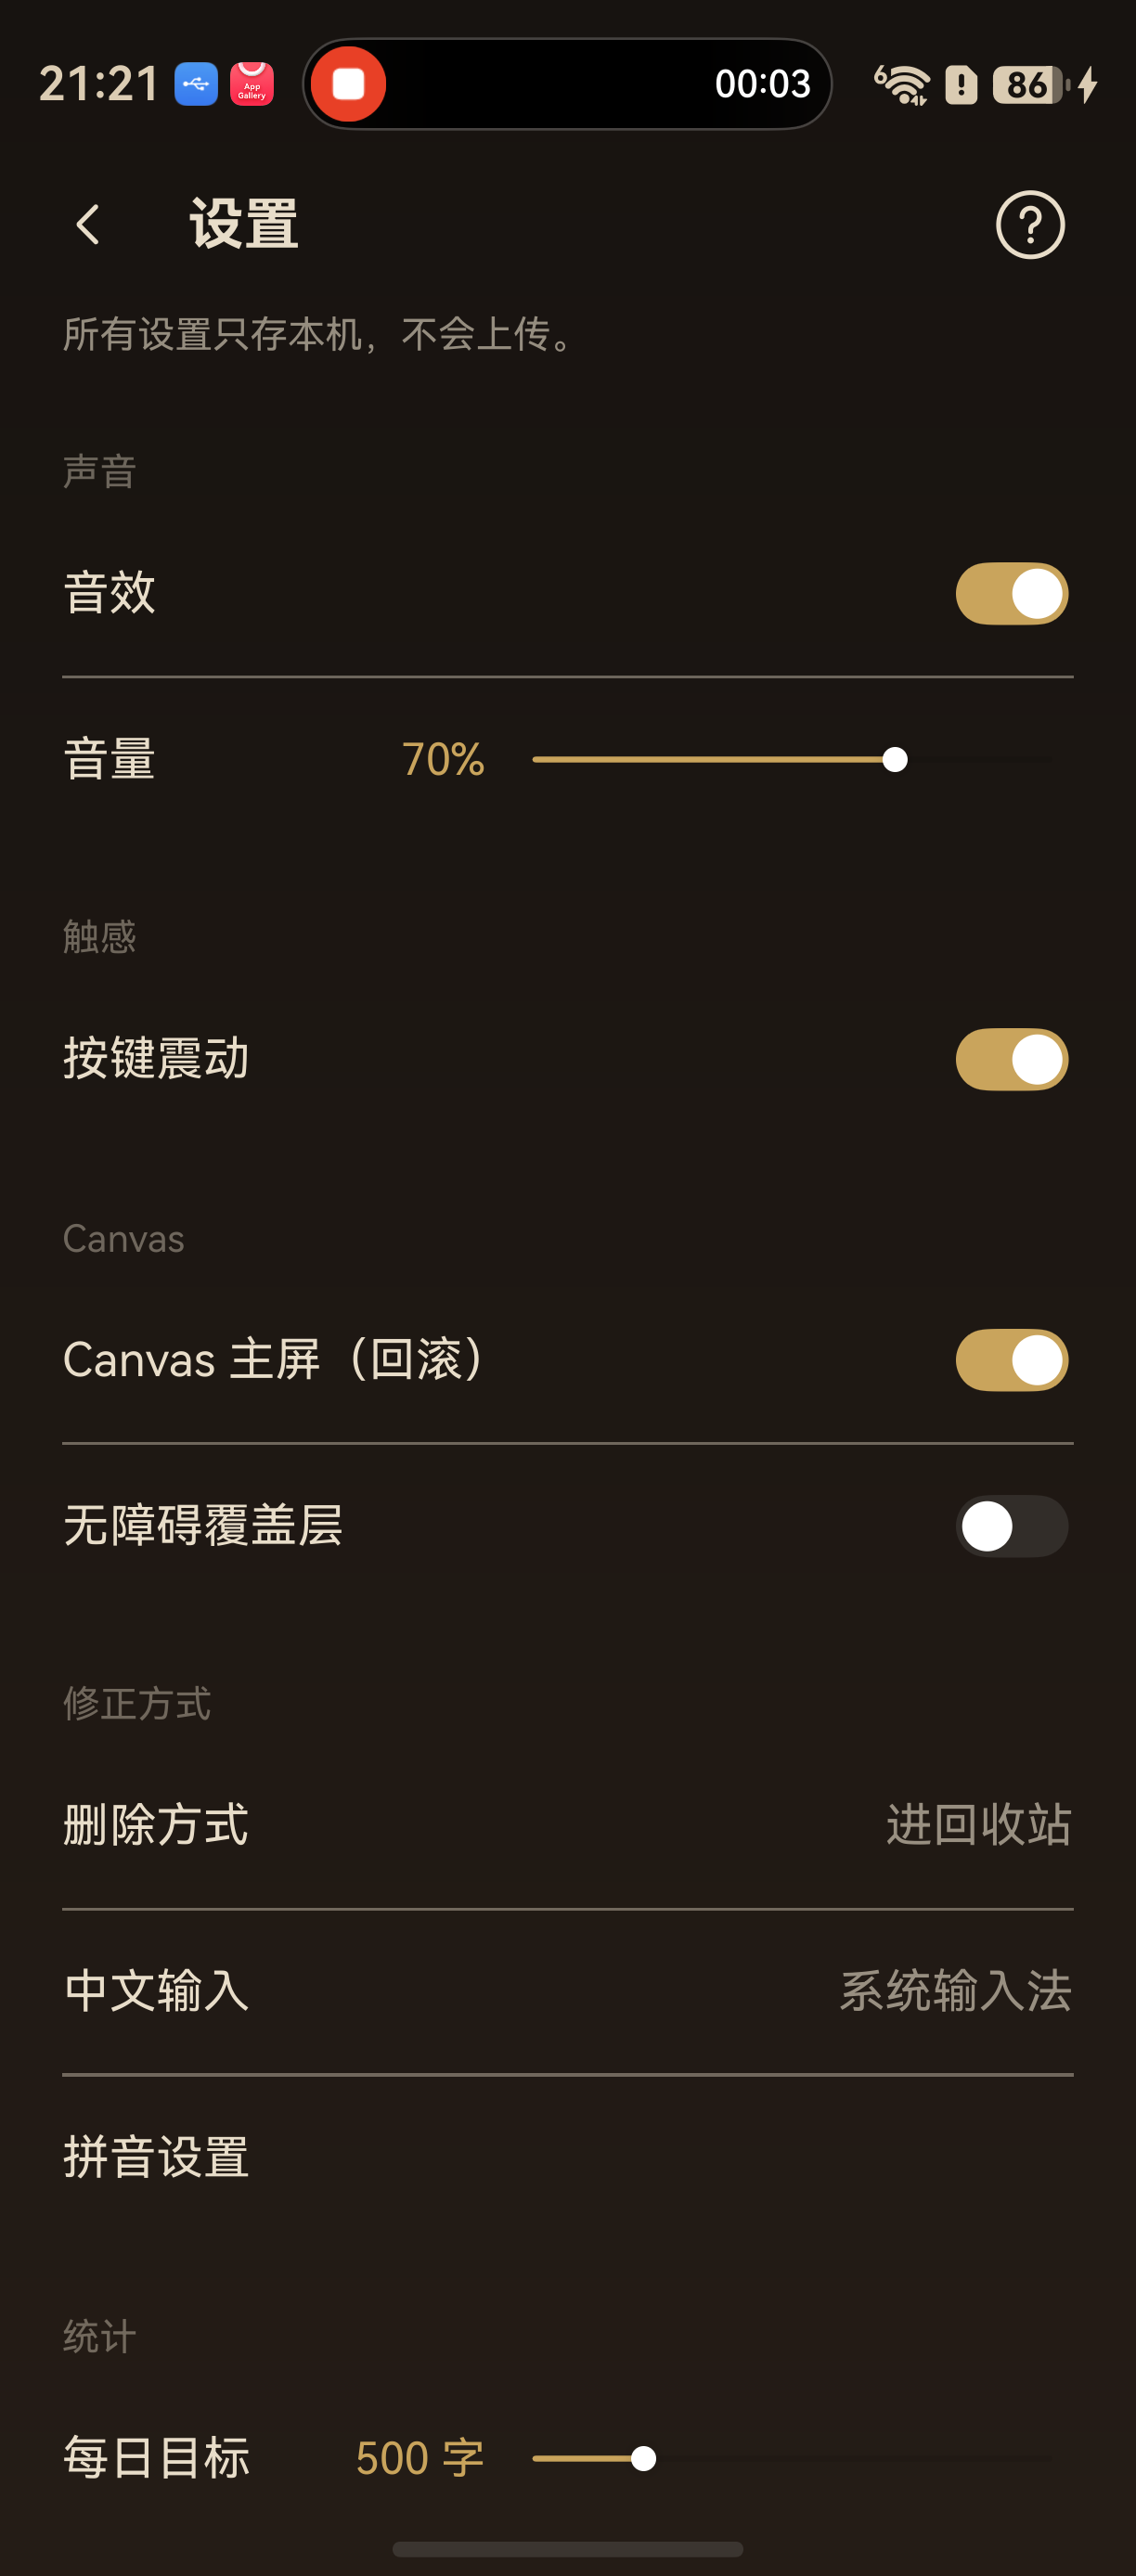 21:21
App
Gallery
00:03
6
86
设置
所有设置只存本机，不会上传。
声音
音效
音量 70%
触感
按键震动
Canvas
Canvas 主屏（回滚）
无障碍覆盖层
修正方式
删除方式 进回收站
中文输入 系统输入法
拼音设置
统计
每日目标 500 字